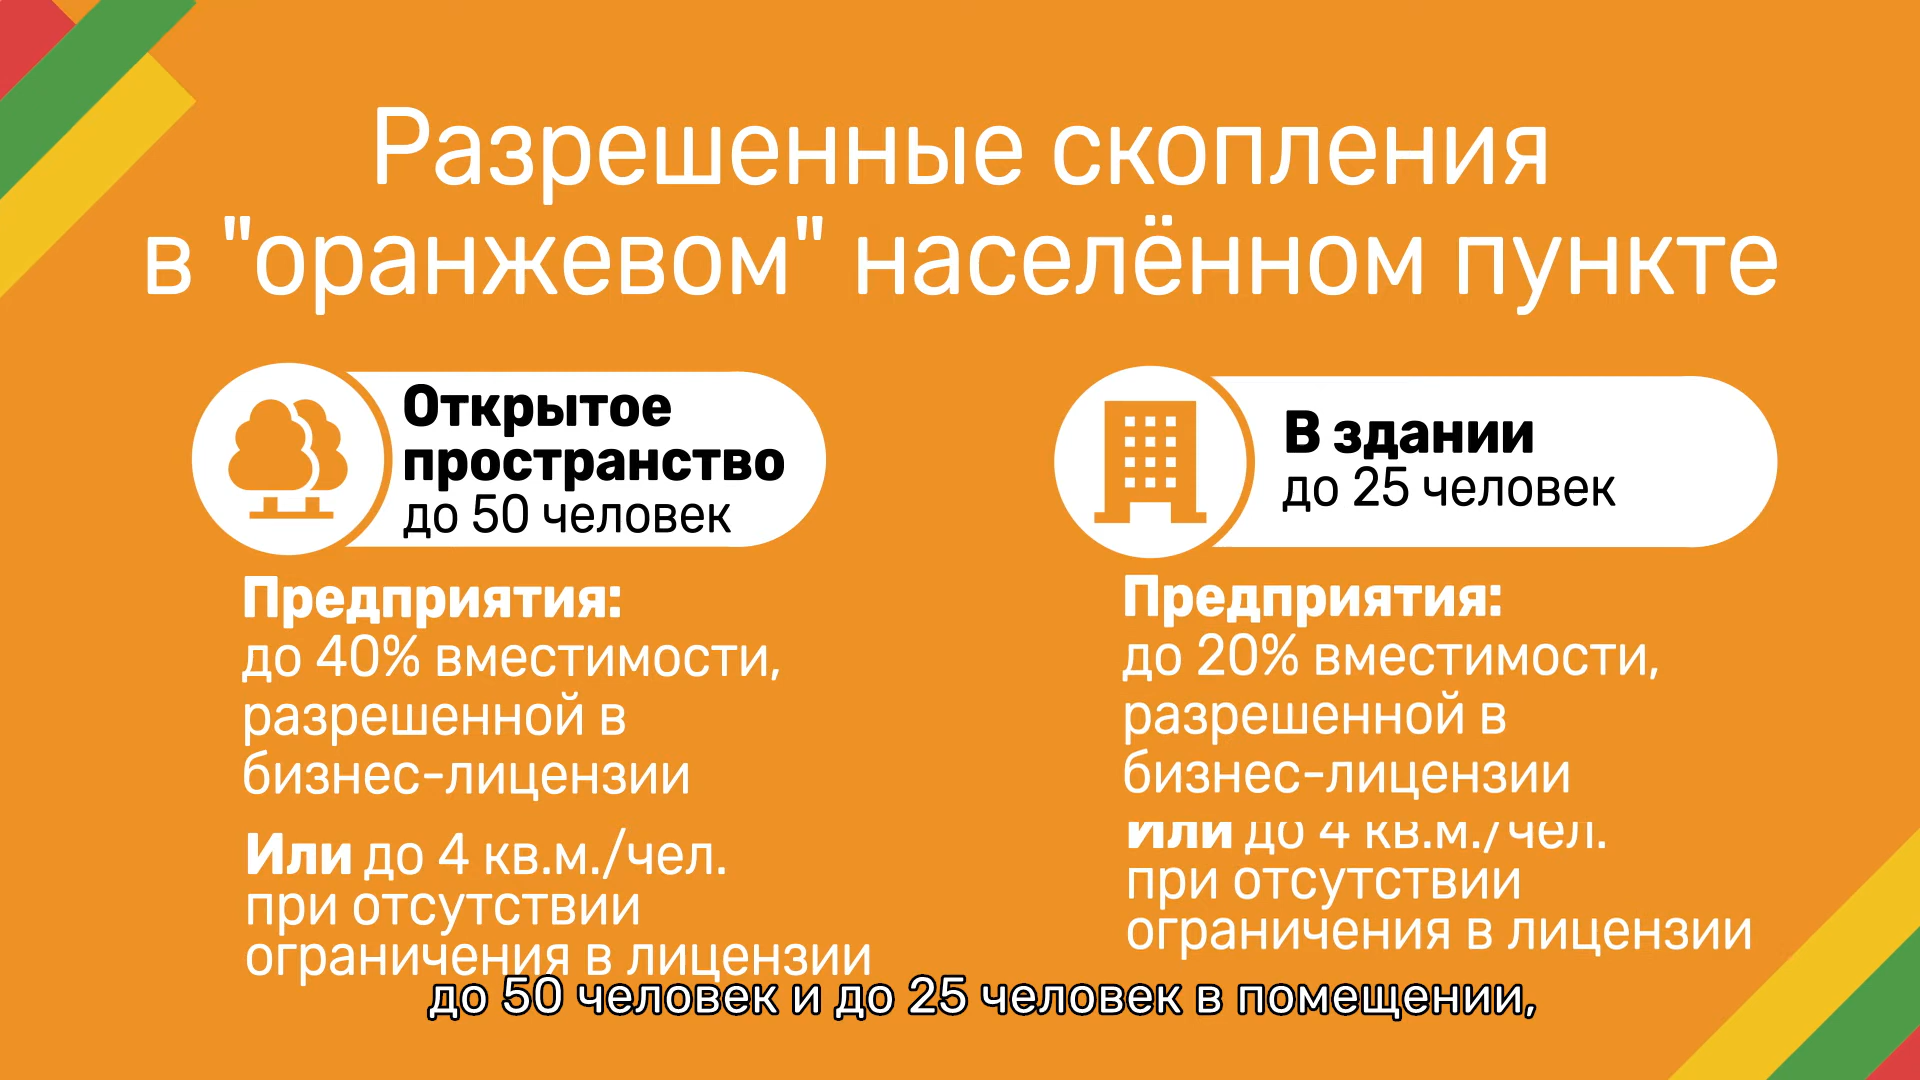 Разрешенные скопления
в "оранжевом" населённом пункте
Открытое
пространство
до 50 человек
Предприятия:
до 40% вместимости,
разрешенной в
бизнес-лицензии
Или до 4 кв.м./чел.
при отсутствии
ограничения в лицензии
В здании
до 25 человек
Предприятия:
до 20% вместимости,
разрешенной в
бизнес-лицензии
Или до 4 кв.м./чел.
при отсутствии
ограничения в лицензии
до 50 человек и до 25 человек в помещении,